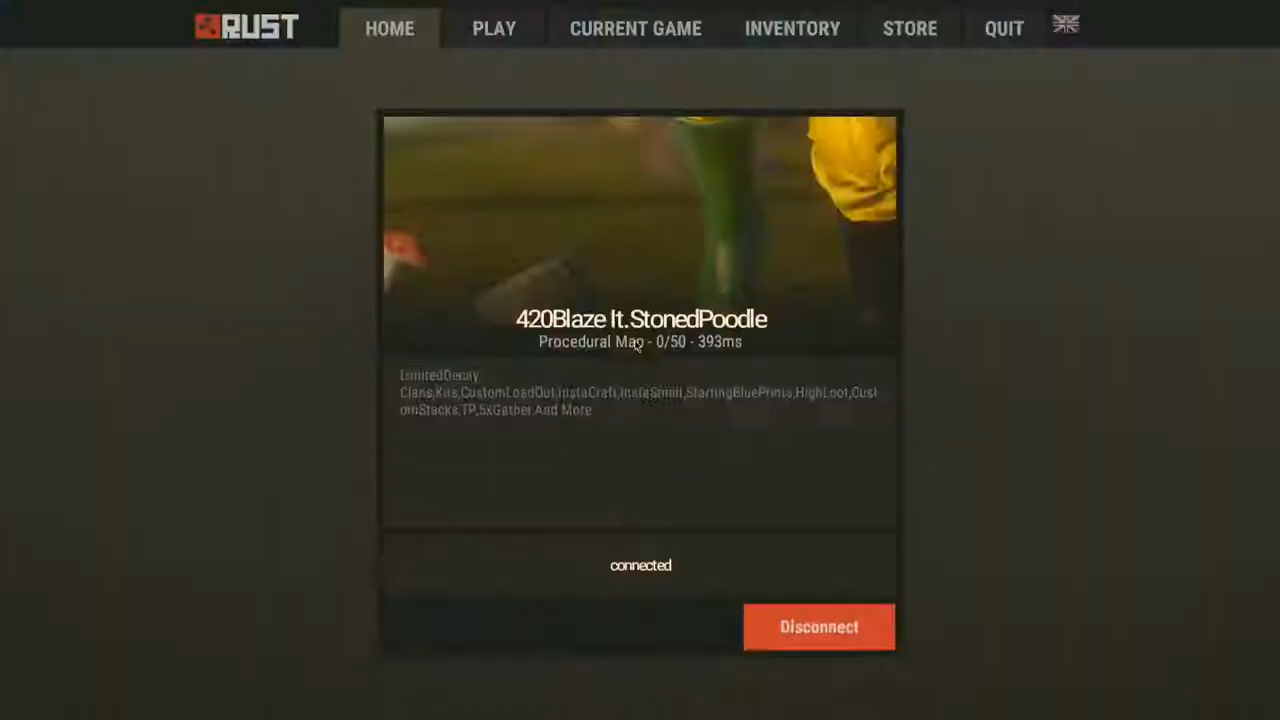 RUST
HOME
PLAY
CURRENT GAME
INVENTORY
STORE
QUIT
420Blaze It.StonedPoodle
Procedural Map - 0/50 - 393ms
LimitedDecay
Clans,Kits,CustomLoadOut,InstaCraft,InstaSmilt,StartingBluePrints,HighLoot,Cust
omStacks,TP,5xGather,And More
connected
Disconnect